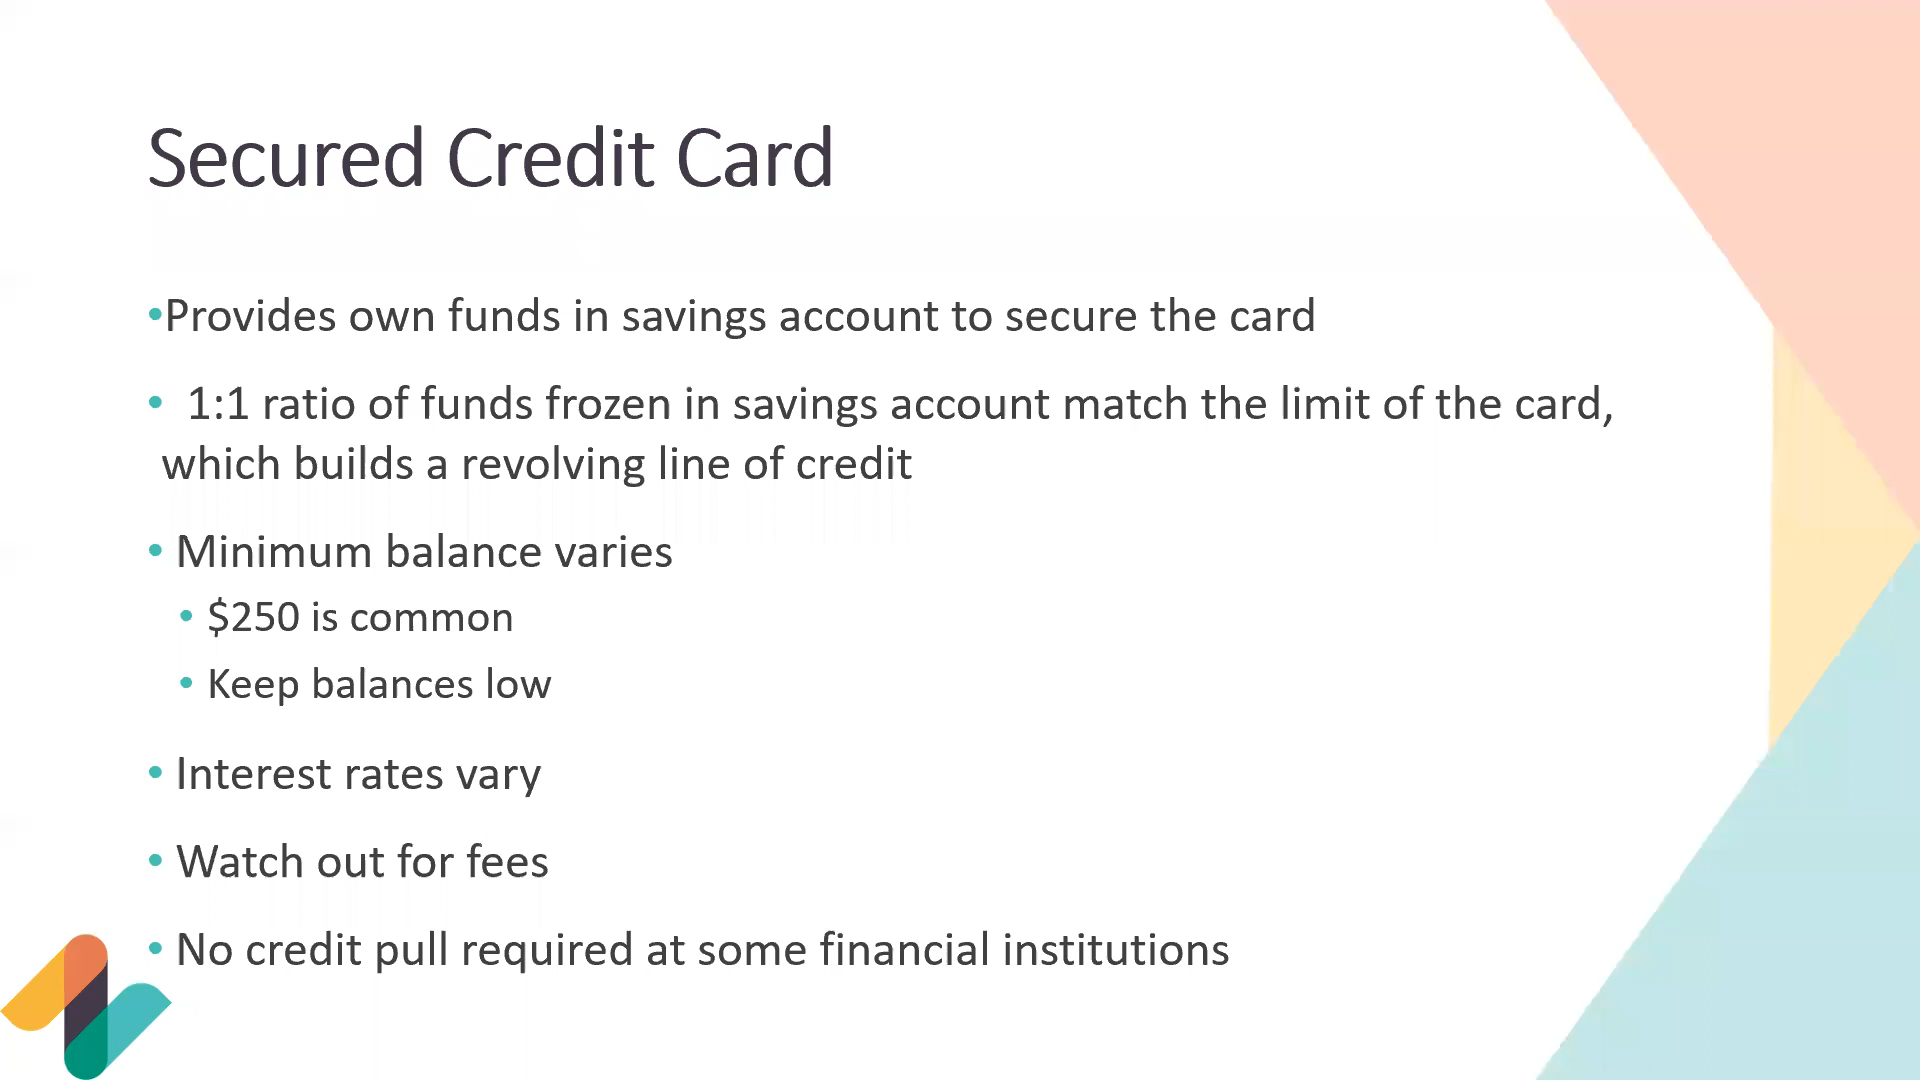 Secured Credit Card
•Provides own funds in savings account to secure the card
• 1:1 ratio of funds frozen in savings account match the limit of the card,
which builds a revolving line of credit
• Minimum balance varies
• $250 is common
• Keep balances low
• Interest rates vary
• Watch out for fees
• No credit pull required at some financial institutions